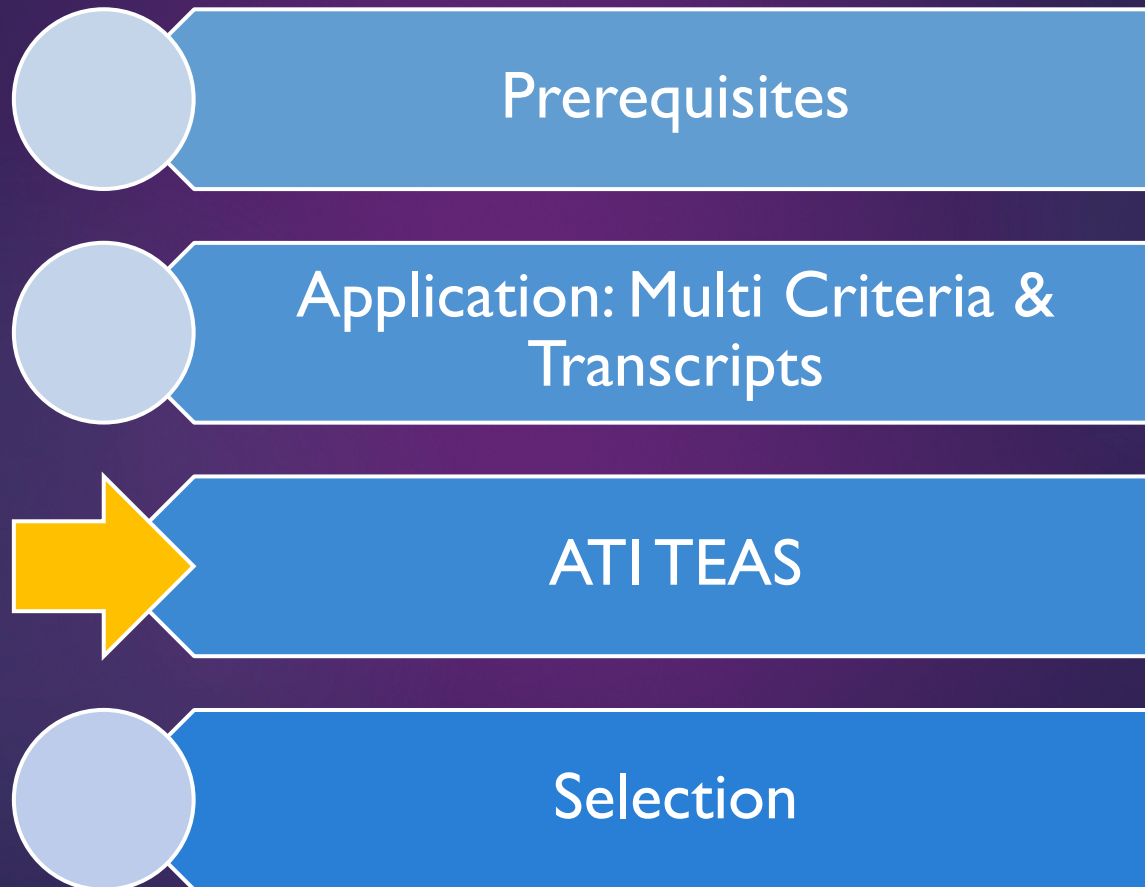 Prerequisites
Application: Multi Criteria &
Transcripts
ATI TEAS
Selection